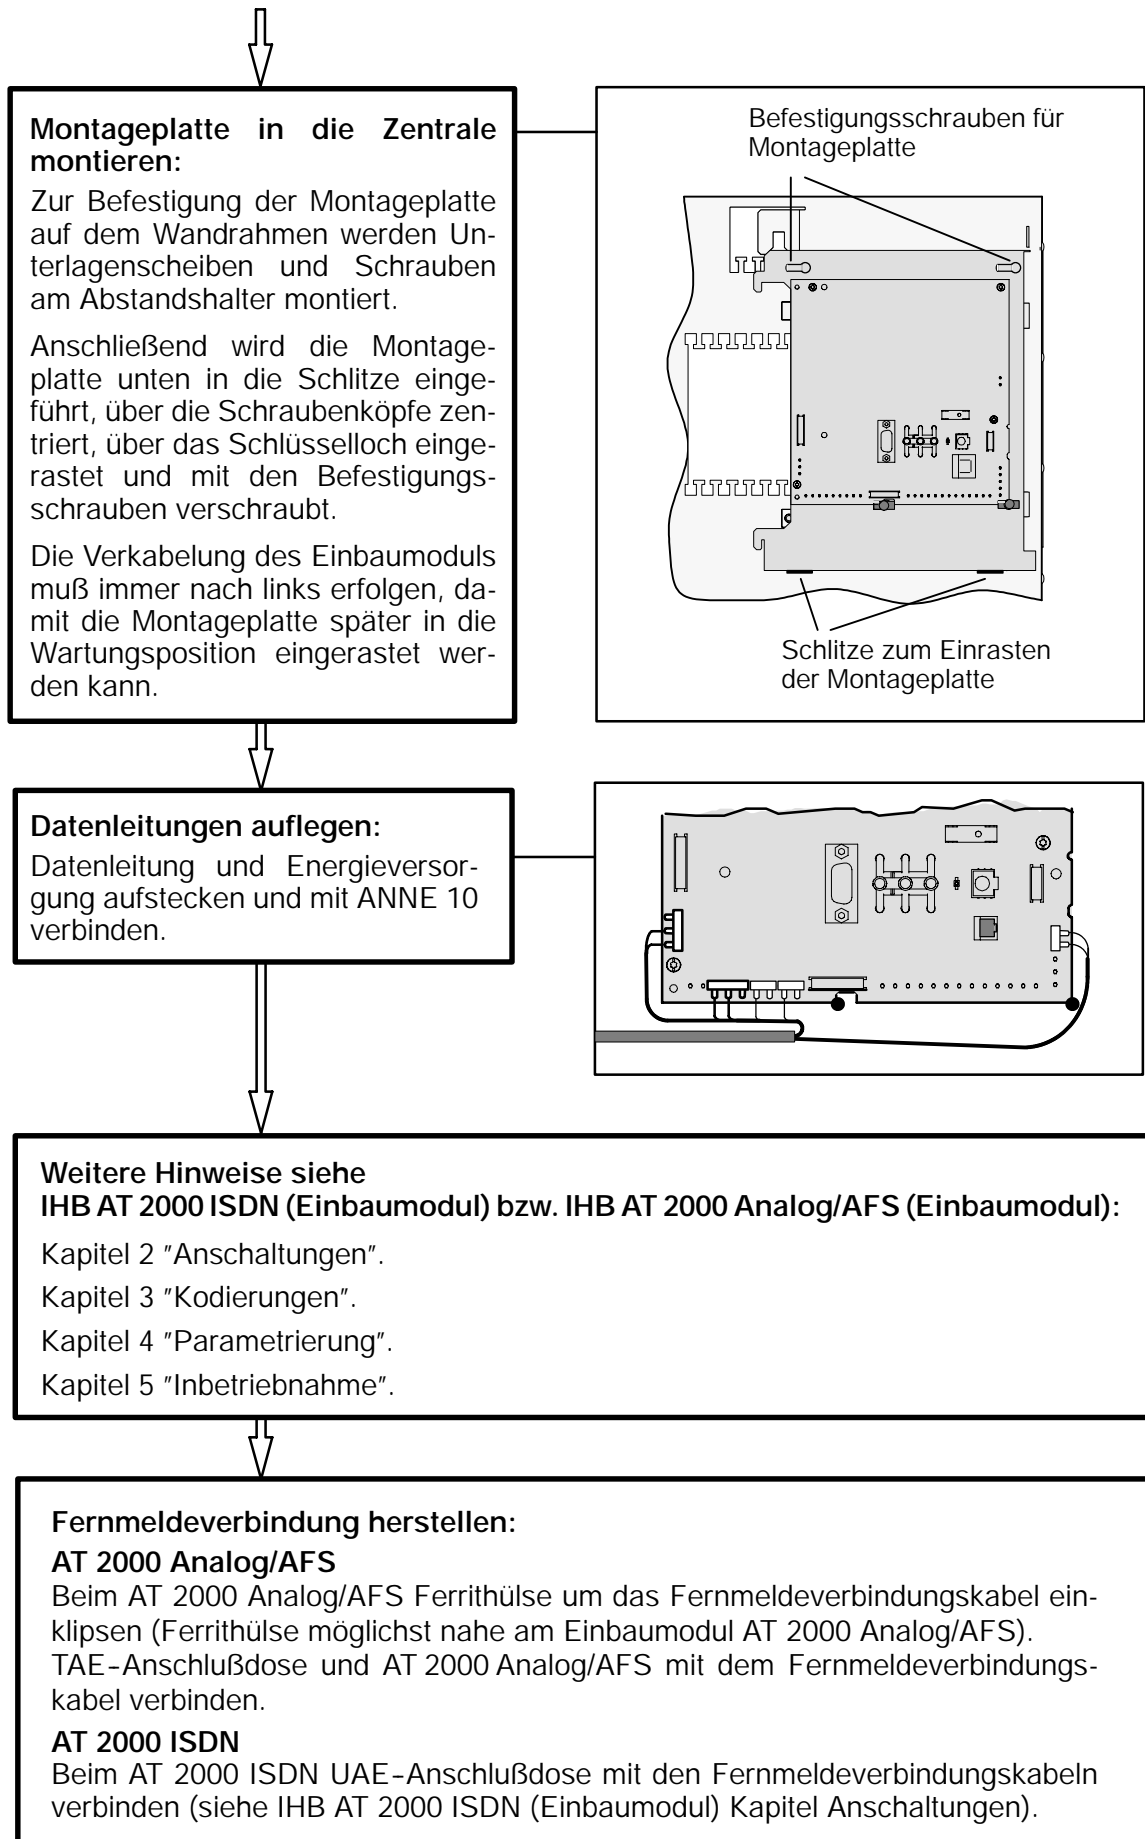 Montageplatte in die Zentrale
montieren:
Zur Befestigung der Montageplatte
auf dem Wandrahmen werden Un-
terlagenscheiben und Schrauben
am Abstandshalter montiert.
Anschließend wird die Montage-
platte unten in die Schlitze einge-
führt, über die Schraubenköpfe zen-
triert, über das Schlüsselloch einge-
rastet und mit den Befestigungs-
schrauben verschraubt.
Die Verkabelung des Einbaumoduls
muß immer nach links erfolgen, da-
mit die Montageplatte später in die
Wartungsposition eingerastet wer-
den kann.
Befestigungsschrauben für
Montageplatte
Schlitze zum Einrasten
der Montageplatte
Datenleitungen auflegen:
Datenleitung und Energieversor-
gung aufstecken und mit ANNE 10
verbinden.
Weitere Hinweise siehe
IHB AT 2000 ISDN (Einbaumodul) bzw. IHB AT 2000 Analog/AFS (Einbaumodul):
Kapitel 2 "Anschaltungen".
Kapitel 3 "Kodierungen".
Kapitel 4 "Parametrierung".
Kapitel 5 "Inbetriebnahme".
Fernmeldeverbindung herstellen:
AT 2000 Analog/AFS
Beim AT 2000 Analog/AFS Ferrithülse um das Fernmeldeverbindungskabel ein-
klipsen (Ferrithülse möglichst nahe am Einbaumodul AT 2000 Analog/AFS).
TAE-Anschlußdose und AT 2000 Analog/AFS mit dem Fernmeldeverbindungs-
kabel verbinden.
AT 2000 ISDN
Beim AT 2000 ISDN UAE-Anschlußdose mit den Fernmeldeverbindungskabeln
verbinden (siehe IHB AT 2000 ISDN (Einbaumodul) Kapitel Anschaltungen).